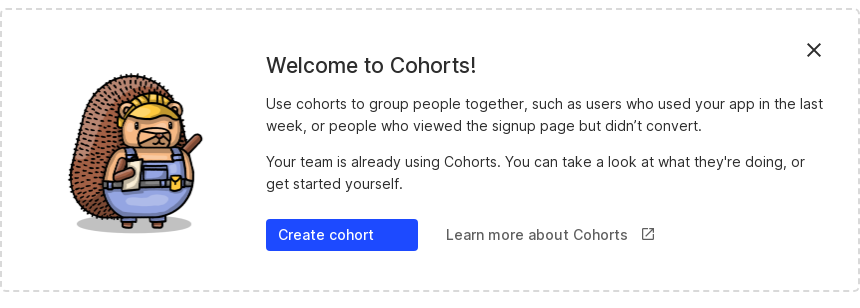 Welcome to Cohorts!
Use cohorts to group people together, such as users who used your app in the last
week, or people who viewed the signup page but didn’t convert.
Your team is already using Cohorts. You can take a look at what they're doing, or
get started yourself.
Create cohort
Learn more about Cohorts